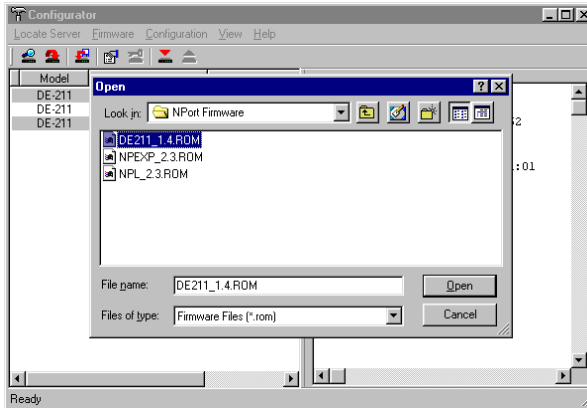 Configurator
Locate Server Firmware Configuration View Help
Model
DE-211
DE-211
DE-211
Open
Look in: NPort Firmware
DE211_1.4.ROM
NPEXP_2.3.ROM
NPL_2.3.ROM
File name: DE211_1.4.ROM Open
Files of type: Firmware Files (*.rom) Cancel
52
:01
Ready